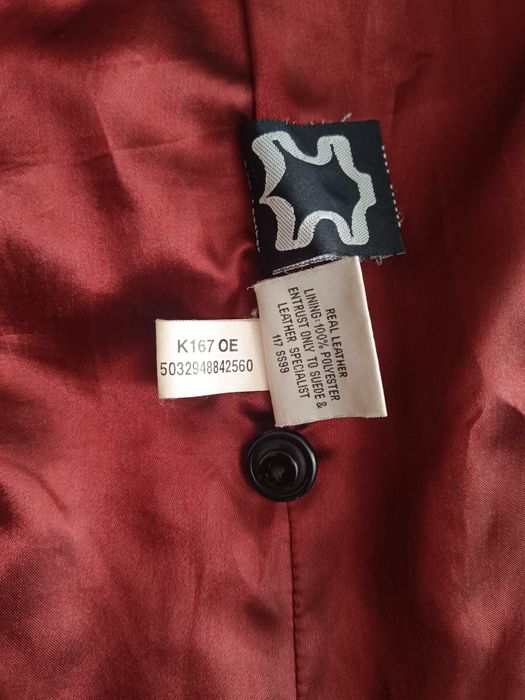 K167 OE
5032948842560
REAL LEATHER
LINING: 100% POLYESTER
ENTRUST ONLY TO SUEDE &
LEATHER SPECIALIST
117 SS99